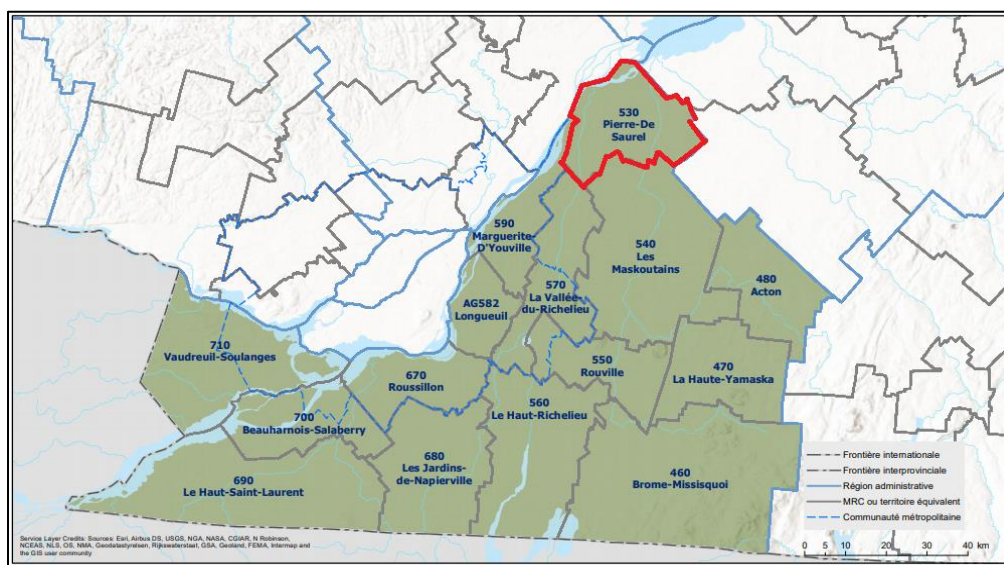 530
Pierre-De
Saurel
590
Marguerite-
D'Youville
540
Les
Maskoutains
480
Acton
570
La Vallée-
du-Richelieu
AG582
Longueuil
710
Vaudreuil-Soulanges
670
Roussillon
550
Rouville
470
La Haute-Yamaska
700
Beauharnois-Salaberry
560
Le Haut-Richelieu
690
Le Haut-Saint-Laurent
680
Les Jardins-
de-Napierville
460
Brome-Missisquoi
Frontière internationale
Frontière interprovinciale
Région administrative
MRC ou territoire équivalent
Communauté métropolitaine
0 5 10 20 30 40 km
Service Layer Credits: Sources: Esri, Airbus DS, USGS, NGA, NASA, CGIAR, N Robinson,
NCEAS, NLS, OS, NMA, Geodatastyrelsen, Rijkswaterstaat, GSA, Geoland, FEMA, Intermap and
the GIS user community